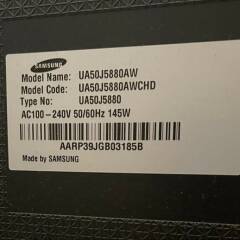 SAMSUNG
Model Name: UA50J5880AW
Model Code: UA50J5880AWCHD
Type No: UA50J5880
AC100-240V 50/60Hz 145W
AARP39JGB03185B
Made by SAMSUNG